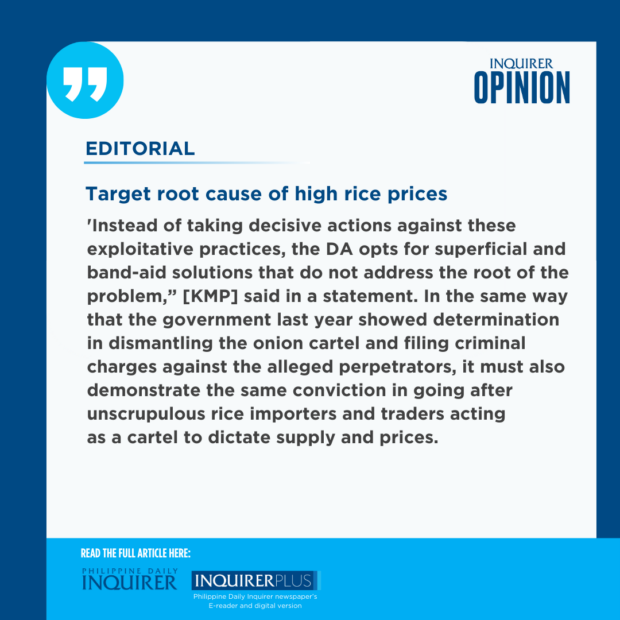 INQUIRER
OPINION
EDITORIAL
Target root cause of high rice prices
'Instead of taking decisive actions against these
exploitative practices, the DA opts for superficial and
band-aid solutions that do not address the root of the
problem,” [KMP] said in a statement. In the same way
that the government last year showed determination
in dismantling the onion cartel and filing criminal
charges against the alleged perpetrators, it must also
demonstrate the same conviction in going after
unscrupulous rice importers and traders acting
as a cartel to dictate supply and prices.
READ THE FULL ARTICLE HERE:
PHILIPPINE DAILY
INQUIRER
INQUIRERPLUS
Philippine Daily Inquirer newspaper's
E-reader and digital version